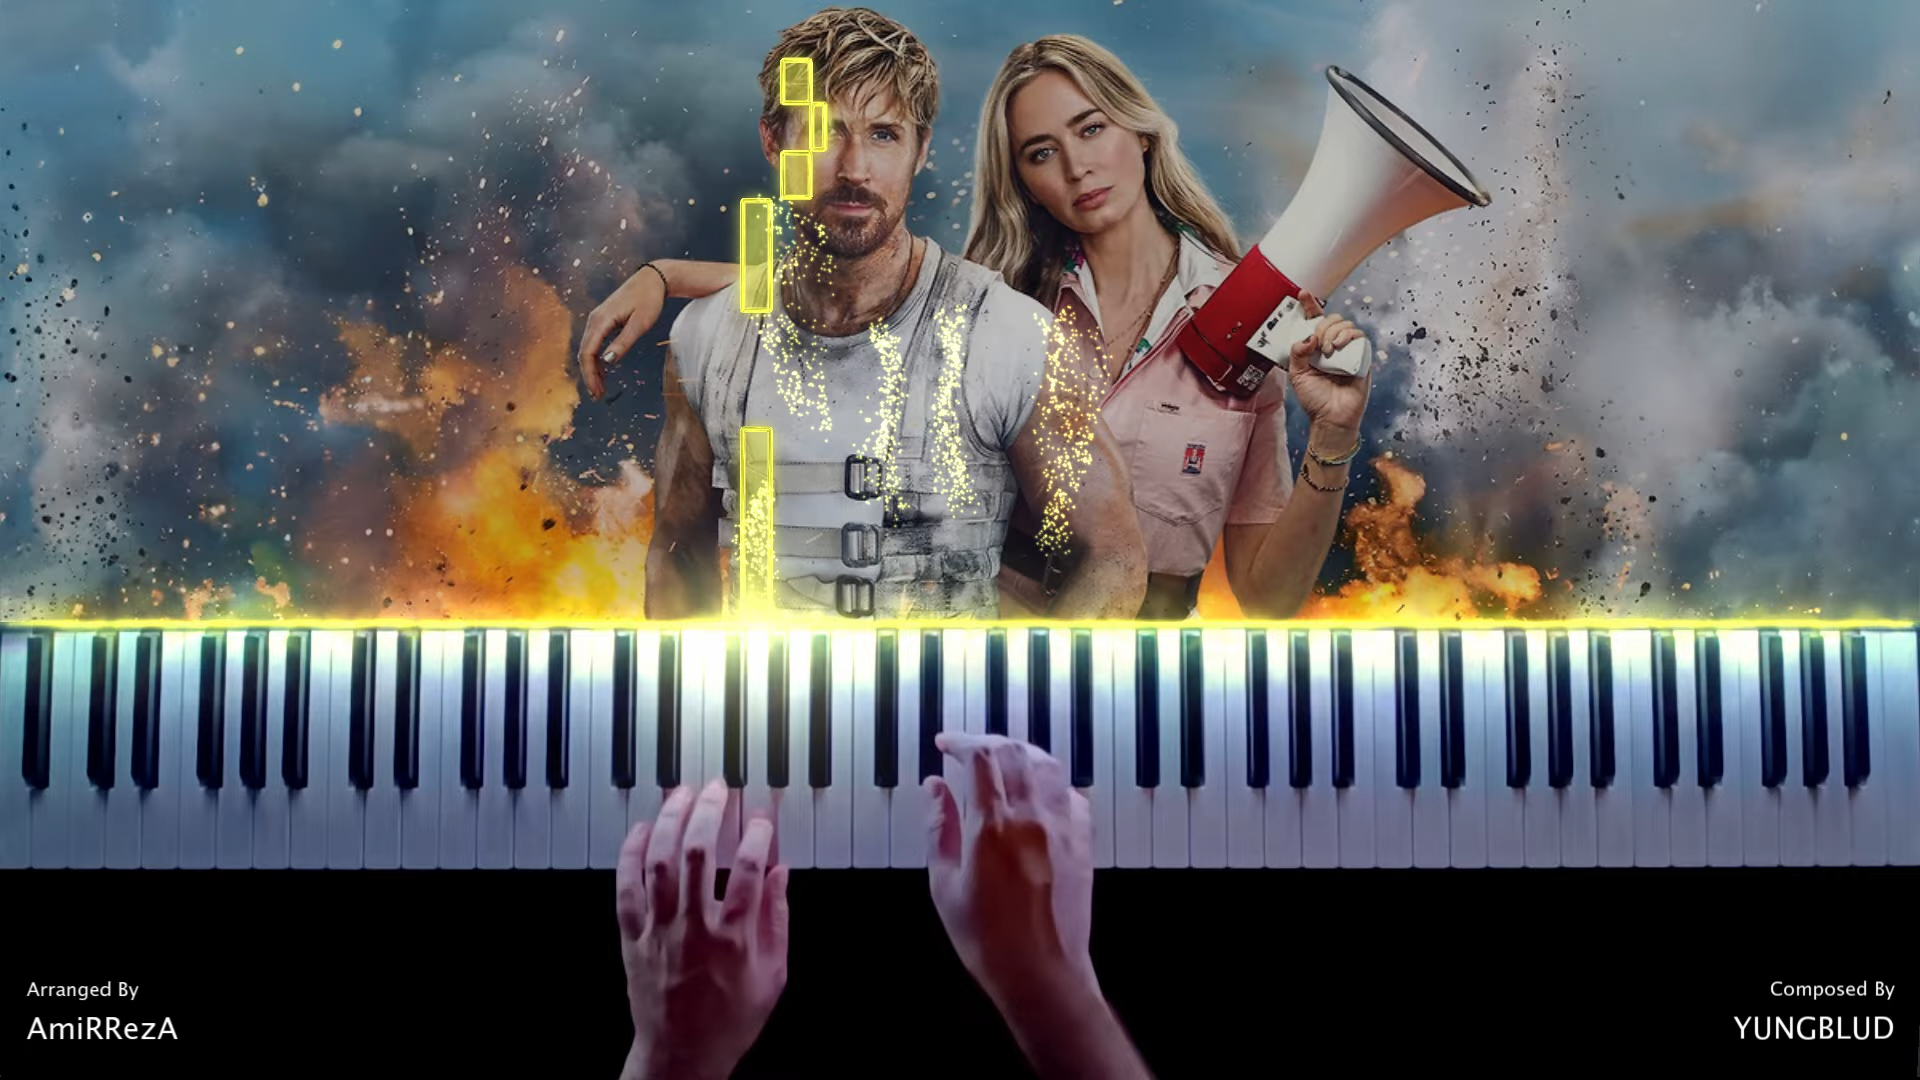 Arranged By
AmiRRezA
Composed By
YUNGBLUD